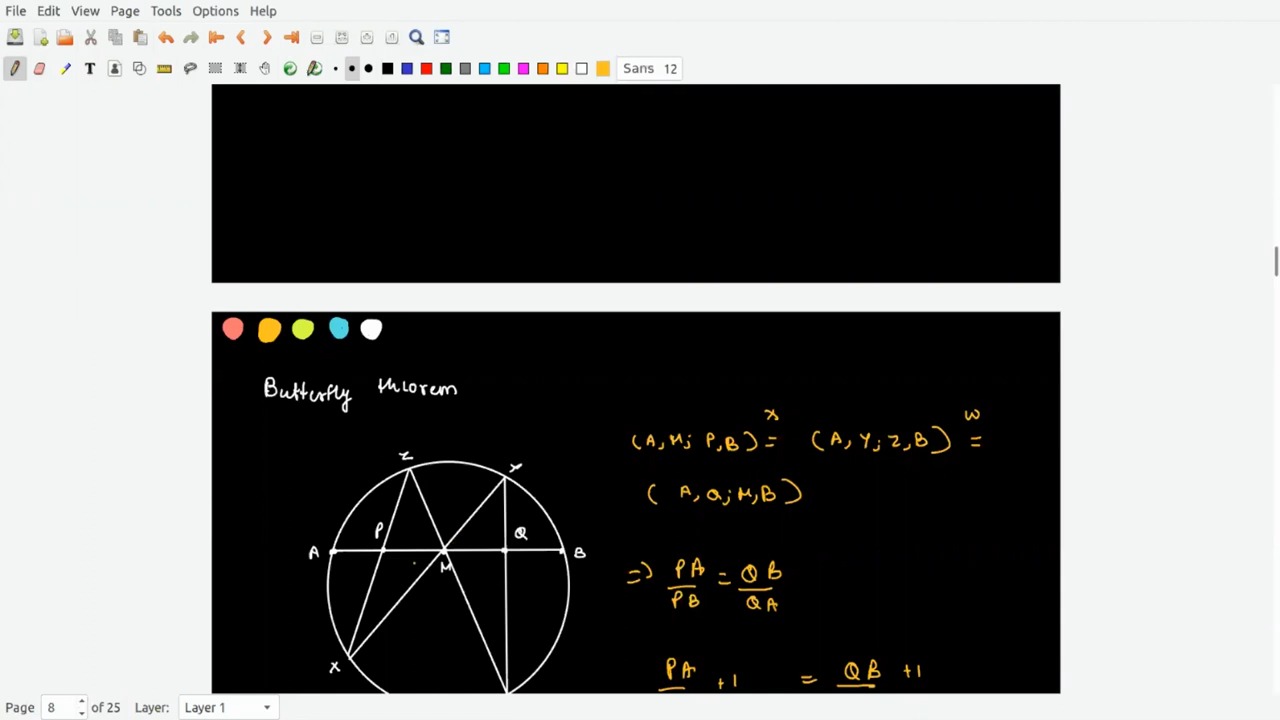 File Edit View Page Tools Options Help
Sans 12
Butterfly theorem
(A,M; P,B) X= (A,Y; Z,B) W=
(A,Q; M,B)
Z Y
P Q
A B
M
X
=> PA/PB = QB/QA
PA +1 = QB +1
Page 8 of 25 Layer: Layer 1